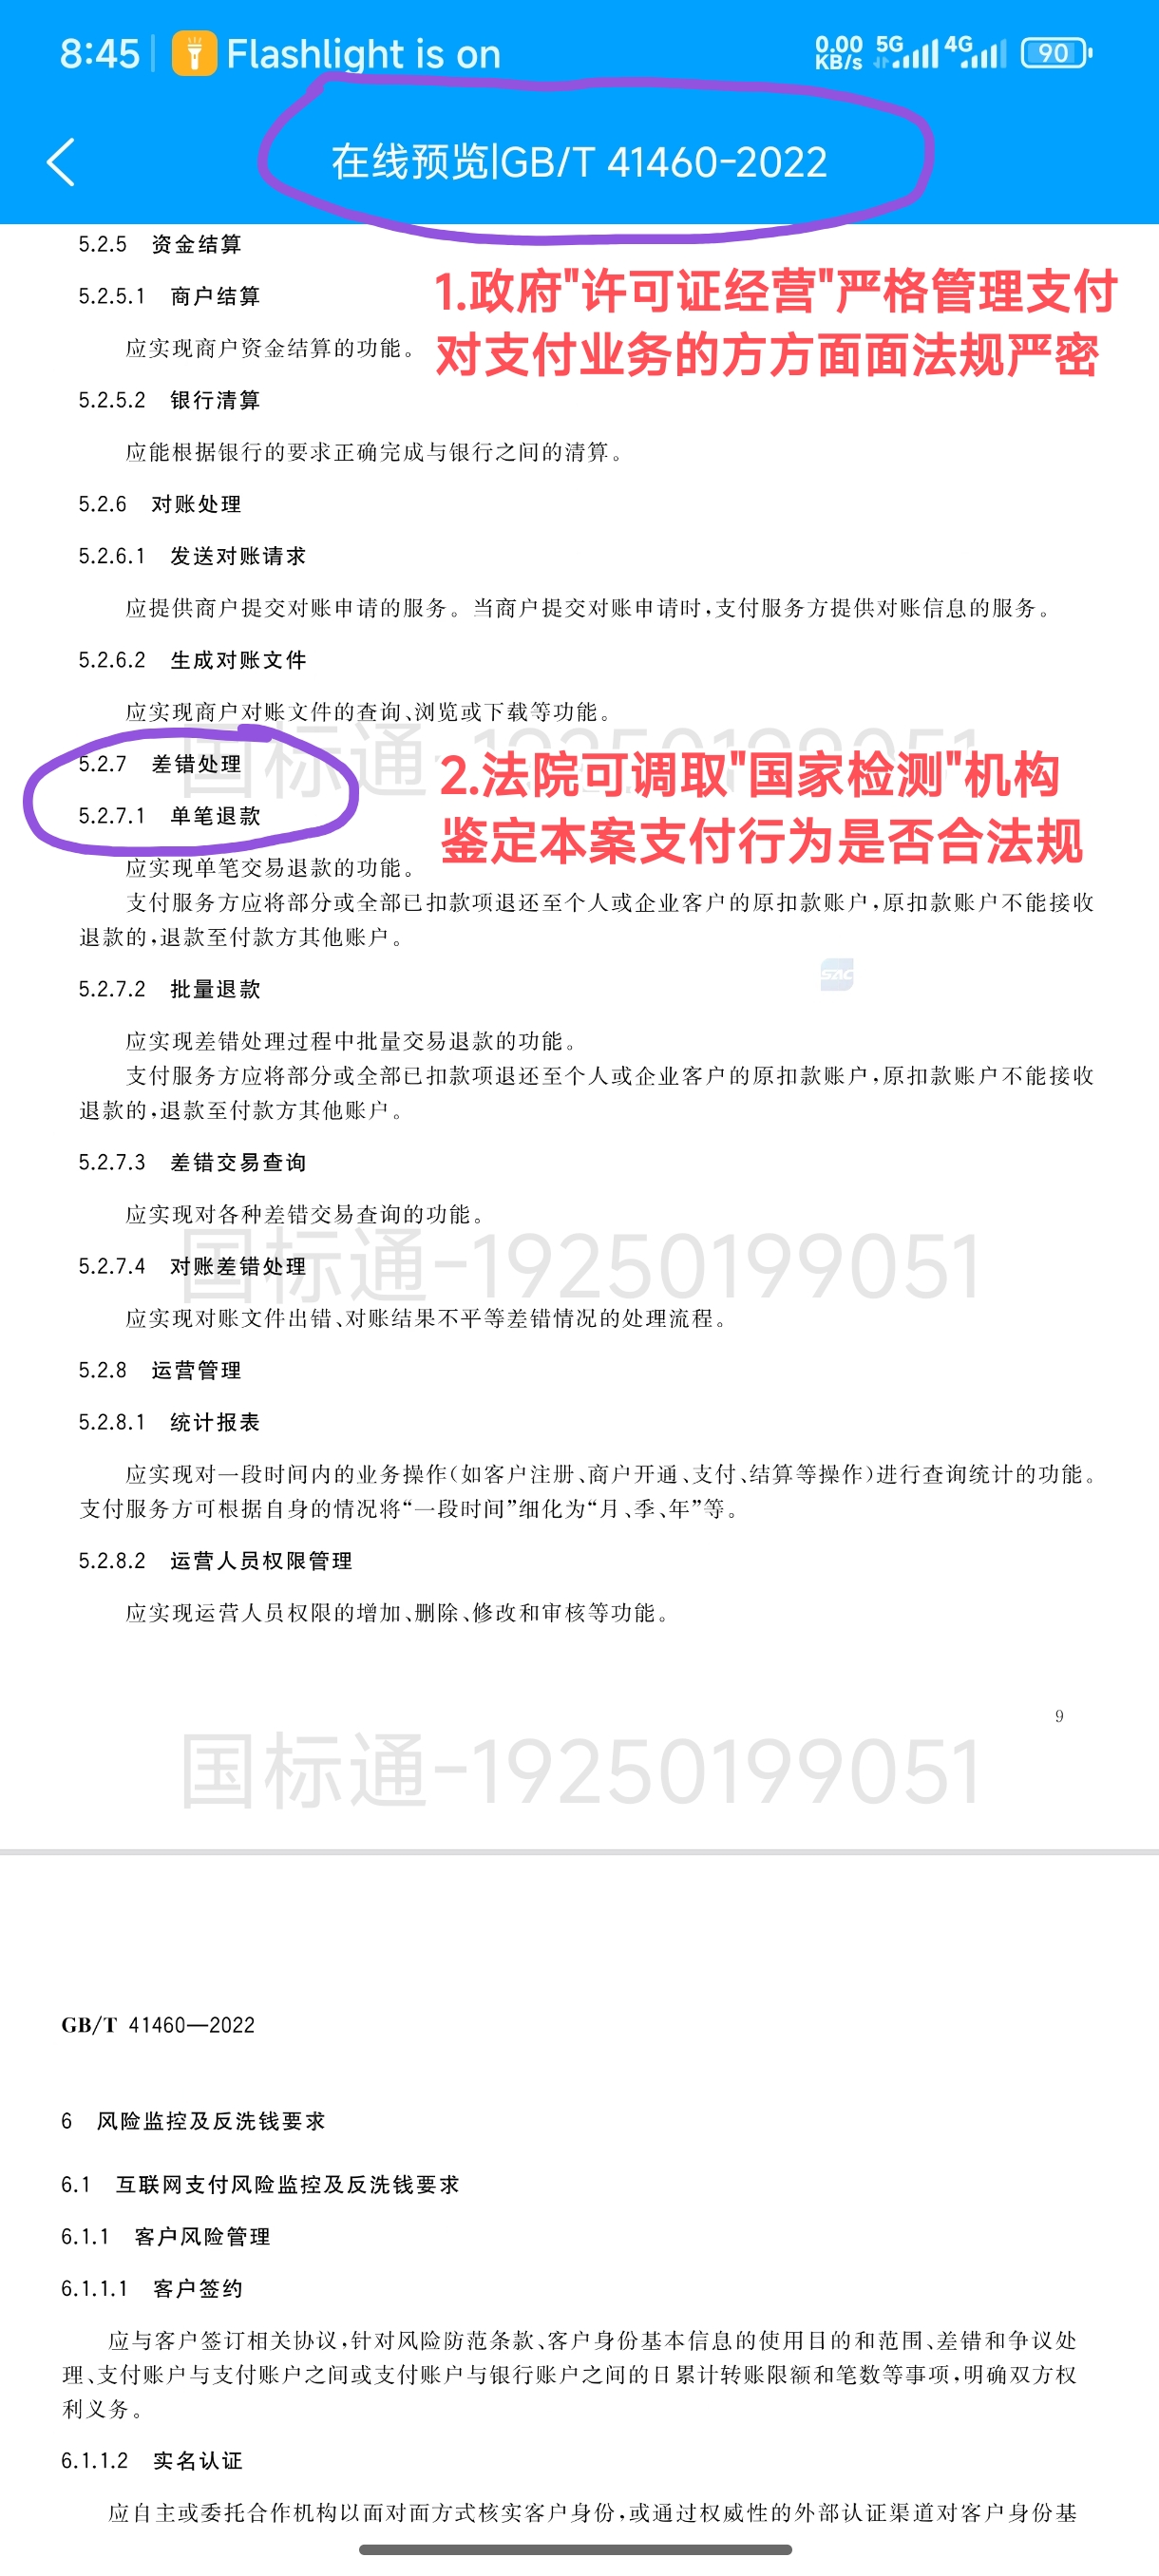 8:45 Flashlight is on 0.00 KB/s 5G 4G 90
在线预览|GB/T 41460-2022
5.2.5 资金结算
1.政府"许可证经营"严格管理支付
5.2.5.1 商户结算
对支付业务的方方面面法规严密
应实现商户资金结算的功能。
5.2.5.2 银行清算
应能根据银行的要求正确完成与银行之间的清算。
5.2.6 对账处理
5.2.6.1 发送对账请求
应提供商户提交对账申请的服务。当商户提交对账申请时,支付服务方提供对账信息的服务。
5.2.6.2 生成对账文件
应实现商户对账文件的查询、浏览或下载等功能。
国标通-19250199051
5.2.7 差错处理
2.法院可调取"国家检测"机构
5.2.7.1 单笔退款
鉴定本案支付行为是否合法规
应实现单笔交易退款的功能。
支付服务方应将部分或全部已扣款项退还至个人或企业客户的原扣款账户,原扣款账户不能接收
退款的,退款至付款方其他账户。
SAC
5.2.7.2 批量退款
应实现差错处理过程中批量交易退款的功能。
支付服务方应将部分或全部已扣款项退还至个人或企业客户的原扣款账户,原扣款账户不能接收
退款的,退款至付款方其他账户。
5.2.7.3 差错交易查询
应实现对各种差错交易查询的功能。
国标通-19250199051
5.2.7.4 对账差错处理
应实现对账文件出错、对账结果不平等差错情况的处理流程。
5.2.8 运营管理
5.2.8.1 统计报表
应实现对一段时间内的业务操作(如客户注册、商户开通、支付、结算等操作)进行查询统计的功能。
支付服务方可根据自身的情况将“一段时间”细化为“月、季、年”等。
5.2.8.2 运营人员权限管理
应实现运营人员权限的增加、删除、修改和审核等功能。
9
国标通-19250199051
GB/T 41460—2022
6 风险监控及反洗钱要求
6.1 互联网支付风险监控及反洗钱要求
6.1.1 客户风险管理
6.1.1.1 客户签约
应与客户签订相关协议,针对风险防范条款、客户身份基本信息的使用目的和范围、差错和争议处
理、支付账户与支付账户之间或支付账户与银行账户之间的日累计转账限额和笔数等事项,明确双方权
利义务。
6.1.1.2 实名认证
应自主或委托合作机构以面对面方式核实客户身份,或通过权威性的外部认证渠道对客户身份基